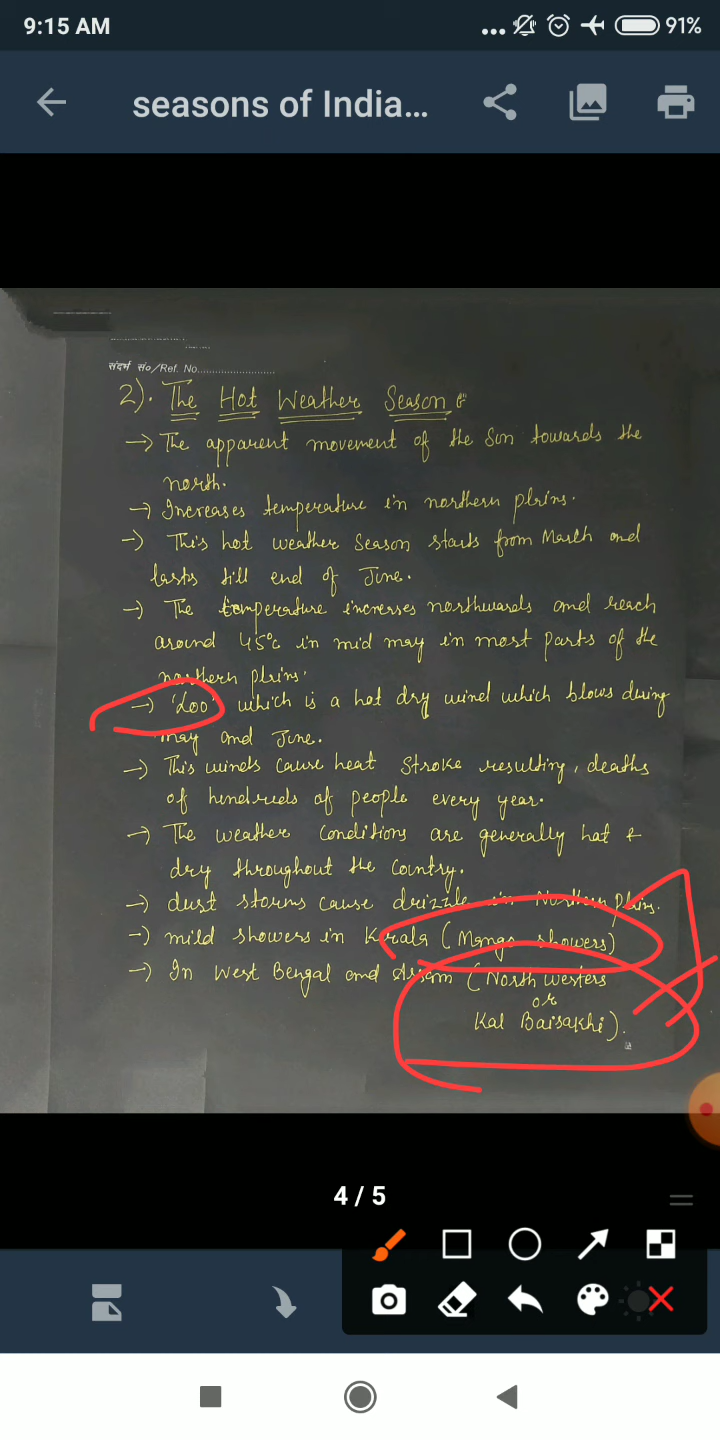 9:15 AM
91%
seasons of India...
संदर्भ सं०/Ref. No.
2). The Hot Weather Season
→ The apparent movement of the Sun towards the
north.
→ Increases temperature in northern plains.
→ This hot weather Season starts from March and
lasts till end of June.
→ The temperature increases northwards and reach
around 45°c in mid may in most parts of the
northern plains.
→ 'Loo' which is a hot dry wind which blows during
may and June.
→ This winds cause heat stroke resulting, deaths
of hundreds of people every year.
→ The weather conditions are generally hot &
dry throughout the country.
→ dust storms cause drizzle in Northern plains.
→ mild showers in Kerala (Mango showers)
→ In West Bengal and Assam (North westers
or
Kal Baisakhi).
4 / 5